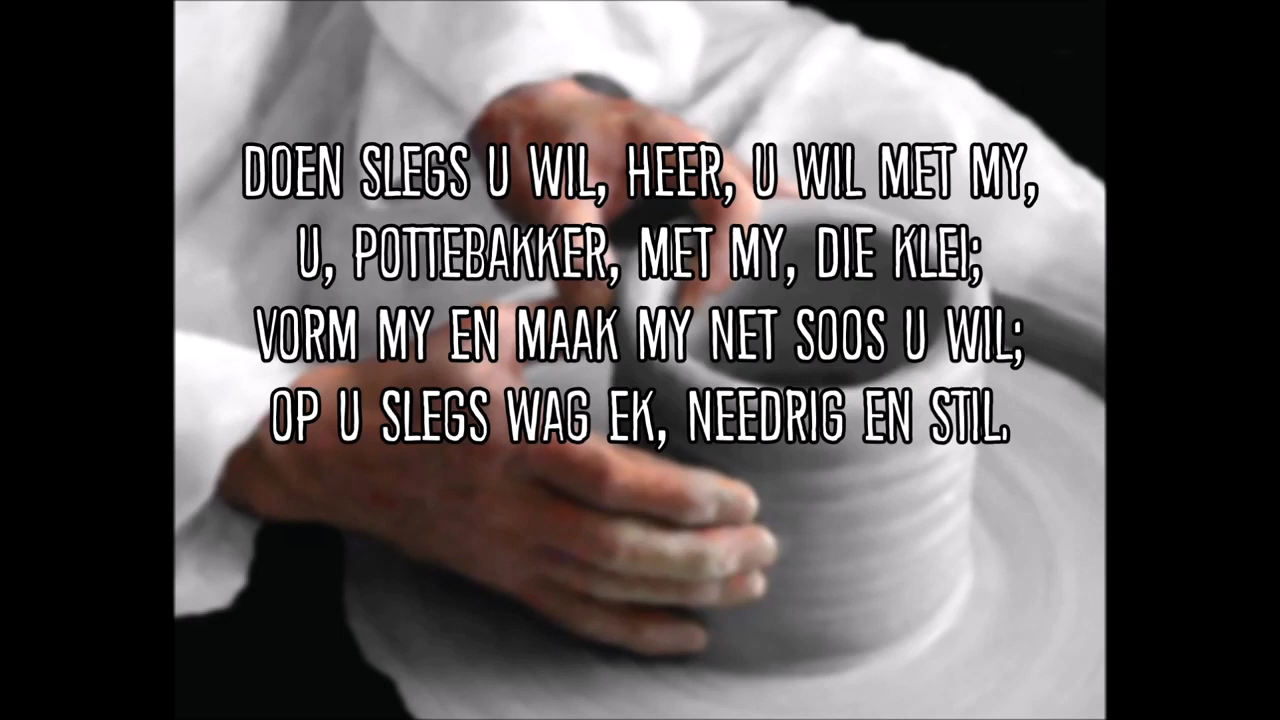 DOEN SLEGS U WIL, HEER, U WIL MET MY,
U, POTTEBAKKER, MET MY, DIE KLEI;
VORM MY EN MAAK MY NET SOOS U WIL;
OP U SLEGS WAG EK, NEEDRIG EN STIL.